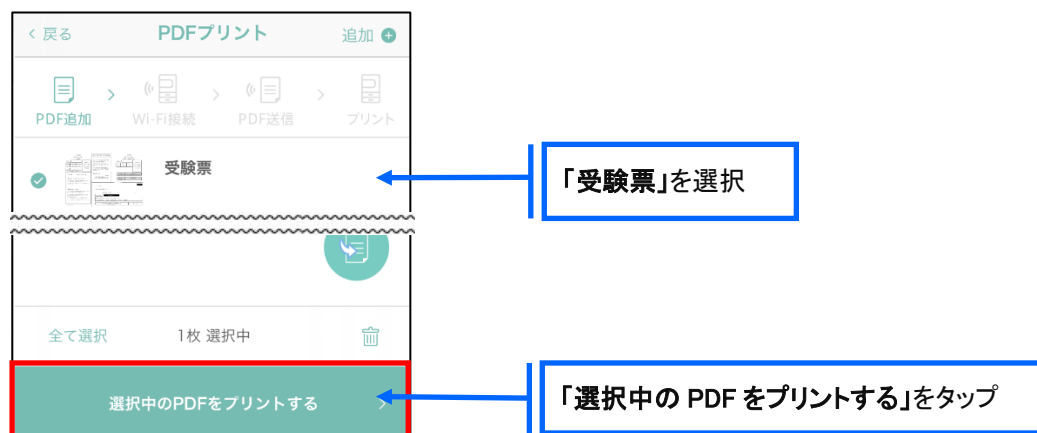 < 戻る PDFプリント 追加
PDF追加 Wi-Fi接続 PDF送信 プリント
受験票
「受験票」を選択
全て選択 1枚 選択中
選択中のPDFをプリントする >
「選択中の PDF をプリントする」をタップ